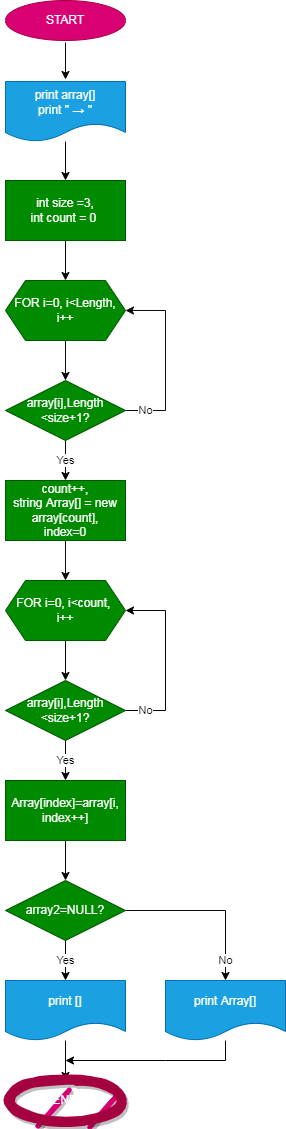 START
print array[]
print " → "
int size =3,
int count = 0
FOR i=0, i<Length,
i++
array[i],Length
<size+1?
No
Yes
count++,
string Array[] = new
array[count],
index=0
FOR i=0, i<count,
i++
array[i],Length
<size+1?
No
Yes
Array[index]=array[i,
index++]
array2=NULL?
Yes
No
print []
print Array[]